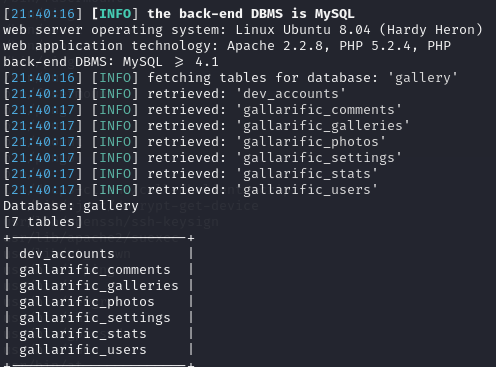 [21:40:16] [INFO] the back-end DBMS is MySQL
web server operating system: Linux Ubuntu 8.04 (Hardy Heron)
web application technology: Apache 2.2.8, PHP 5.2.4, PHP
back-end DBMS: MySQL ≥ 4.1
[21:40:16] [INFO] fetching tables for database: 'gallery'
[21:40:17] [INFO] retrieved: 'dev_accounts'
[21:40:17] [INFO] retrieved: 'gallarific_comments'
[21:40:17] [INFO] retrieved: 'gallarific_galleries'
[21:40:17] [INFO] retrieved: 'gallarific_photos'
[21:40:17] [INFO] retrieved: 'gallarific_settings'
[21:40:17] [INFO] retrieved: 'gallarific_stats'
[21:40:17] [INFO] retrieved: 'gallarific_users'
Database: gallery
[7 tables]
+----------------------+
| dev_accounts         |
| gallarific_comments  |
| gallarific_galleries |
| gallarific_photos    |
| gallarific_settings  |
| gallarific_stats     |
| gallarific_users     |
+----------------------+